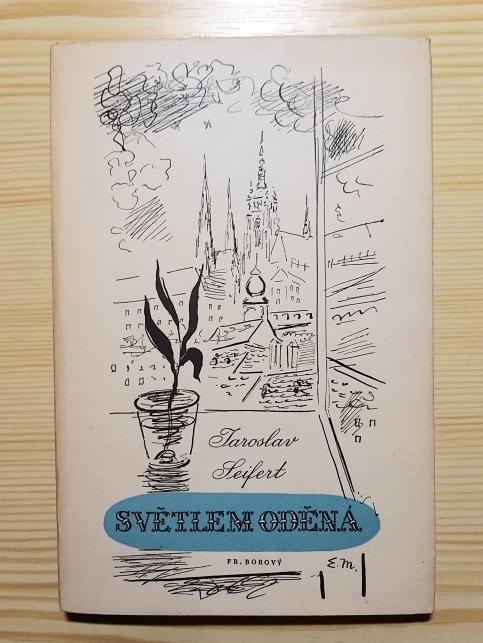 Jaroslav
Seifert
SVĚTLEM ODĚNÁ
FR. BOROVÝ
E.M.